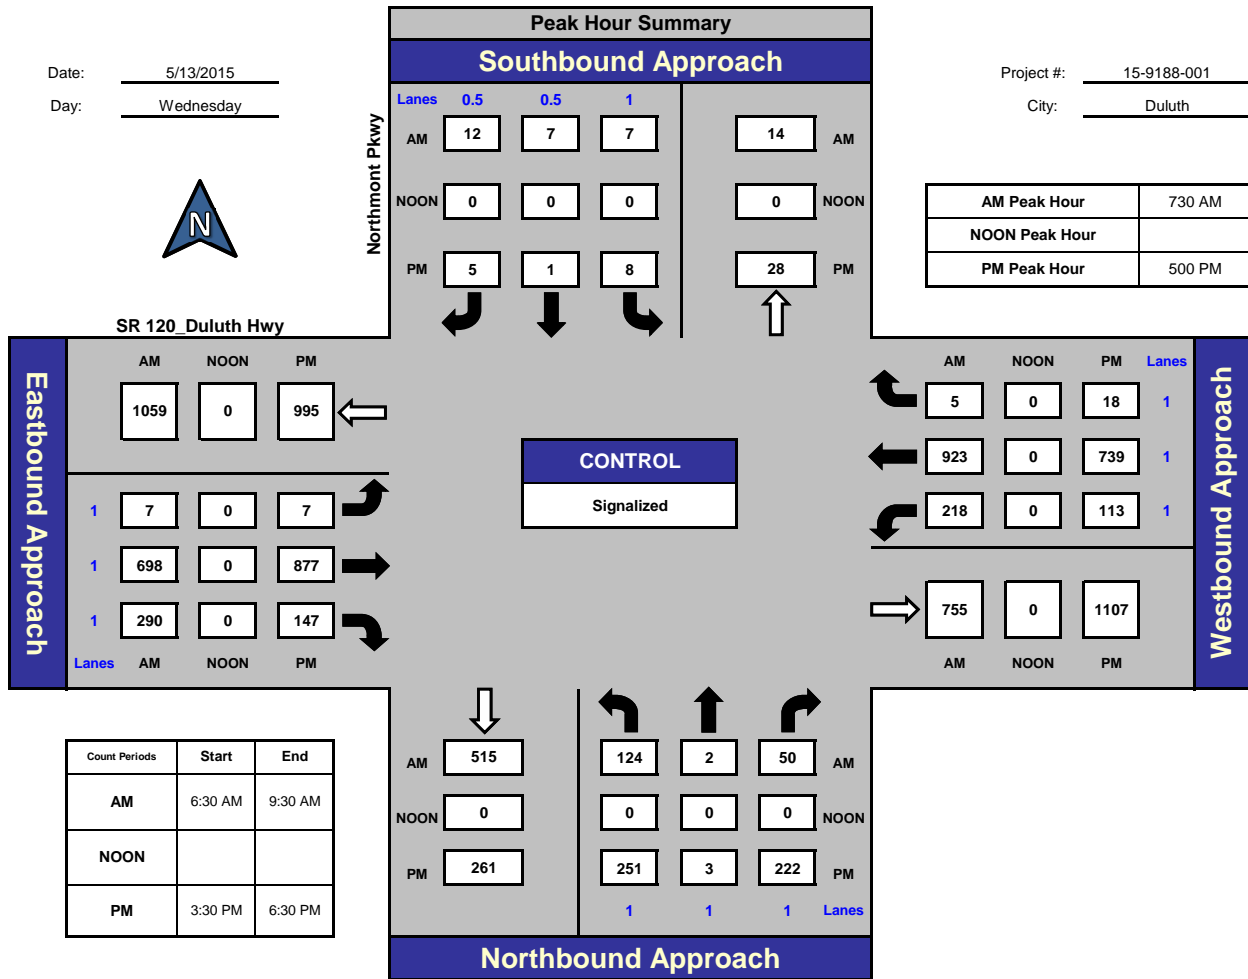 Peak Hour Summary
Southbound Approach
Date: 5/13/2015
Day: Wednesday
Project #: 15-9188-001
City: Duluth
Northmont Pkwy
Lanes 0.5 0.5 1
AM 12 7 7 14 AM
NOON 0 0 0 0 NOON
PM 5 1 8 28 PM
N
AM Peak Hour 730 AM
NOON Peak Hour
PM Peak Hour 500 PM
SR 120_Duluth Hwy
Eastbound Approach
AM NOON PM
1059 0 995
1 7 0 7
1 698 0 877
1 290 0 147
Lanes AM NOON PM
CONTROL
Signalized
Westbound Approach
AM NOON PM Lanes
5 0 18 1
923 0 739 1
218 0 113 1
755 0 1107
AM NOON PM
Count Periods Start End
AM 6:30 AM 9:30 AM
NOON
PM 3:30 PM 6:30 PM
AM 515 124 2 50 AM
NOON 0 0 0 0 NOON
PM 261 251 3 222 PM
1 1 1 Lanes
Northbound Approach